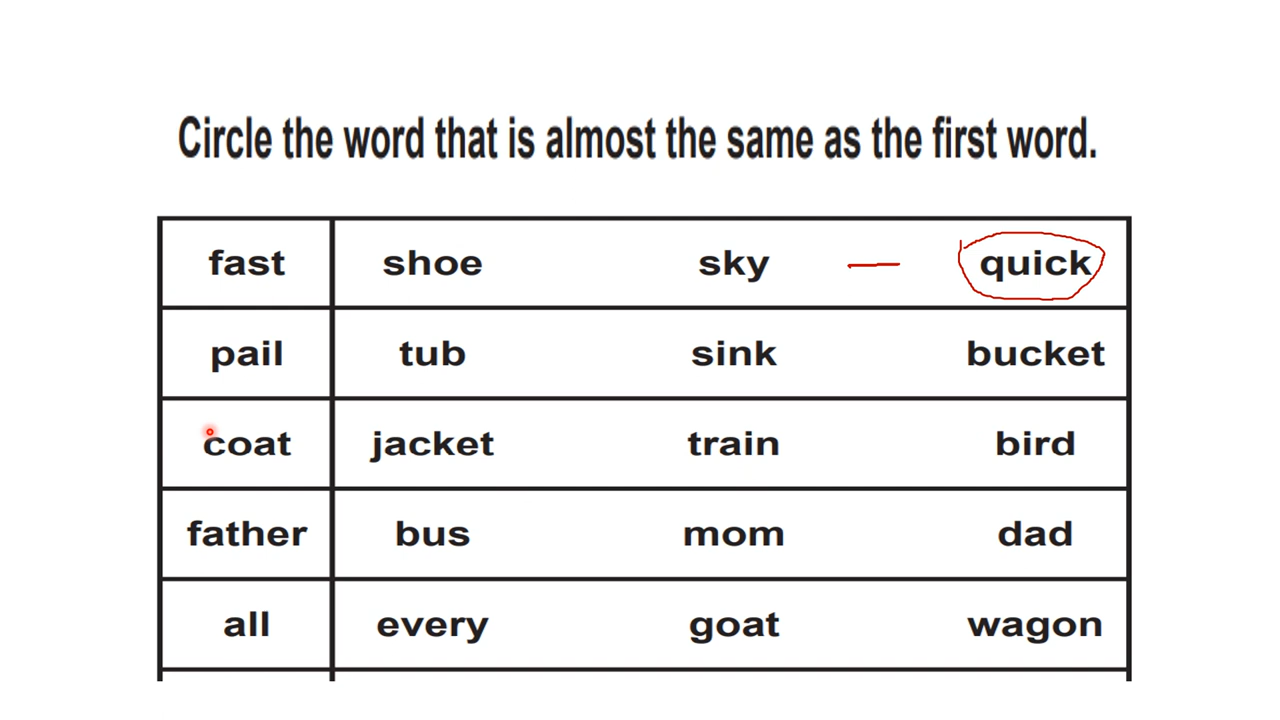 Circle the word that is almost the same as the first word.
fast shoe sky quick
pail tub sink bucket
coat jacket train bird
father bus mom dad
all every goat wagon